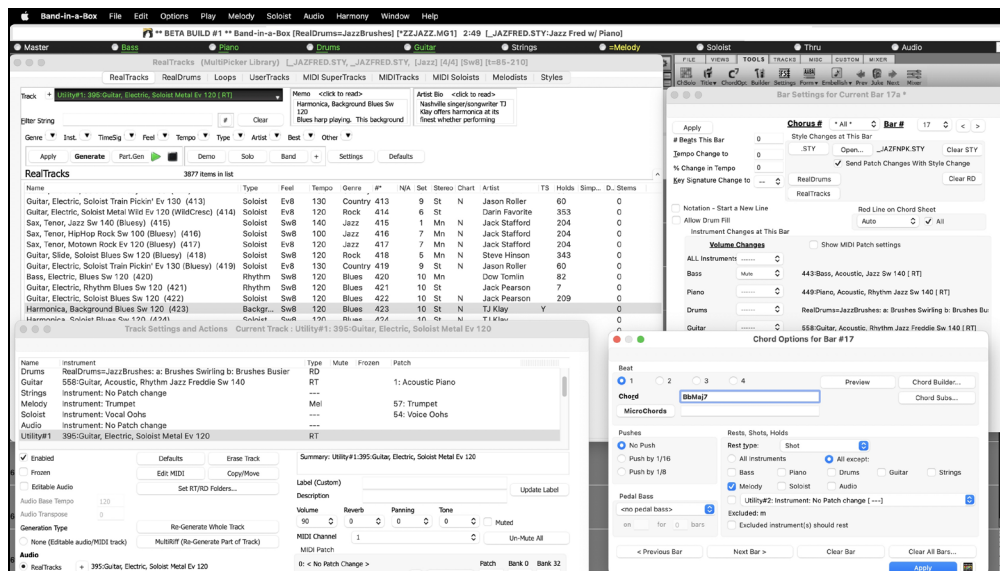 Band-in-a-Box File Edit Options Play Melody Soloist Audio Harmony Window Help
** BETA BUILD #1 ** Band-in-a-Box [RealDrums=JazzBrushes] [*ZZJAZZ.MG1] 2:49 [_JAZFRED.STY:Jazz Fred w/ Piano]
Master Bass Piano Drums Guitar Strings =Melody Soloist Thru Audio
RealTracks (MultiPicker Library) [_JAZFRED.STY, _JAZFRED.STY, [Jazz] [4/4] [Sw8] [t=85-210]
RealTracks RealDrums Loops UserTracks MIDI SuperTracks MIDITracks MIDI Soloists Melodists Styles
Track + Utility#1: 395:Guitar, Electric, Soloist Metal Ev 120 [ RT]
Memo <click to read>
Harmonica, Background Blues Sw
120
Blues harp playing. This background
Artist Bio <click to read>
Nashville singer/songwriter TJ
Klay offers harmonica at its
finest whether performing
Filter String # Clear
Genre Inst. TimeSig Feel Tempo Type Artist Best Other
Apply Generate Part.Gen Demo Solo Band + Settings Defaults
RealTracks 3877 items in list
Name Type Feel Tempo Genre #* N/A Set Stereo Chart Artist TS Holds Simp... D.. Stems
Guitar, Electric, Soloist Train Pickin' Ev 130 (413) Soloist Ev8 130 Country 413 9 St N Jason Roller 60 0
Guitar, Electric, Soloist Metal Wild Ev 120 (WildCresc) (414) Soloist Ev8 120 Rock 414 6 St Darin Favorite 353 0
Sax, Tenor, Jazz Sw 140 (Bluesy) (415) Soloist Sw8 140 Jazz 415 1 Mn N Jack Stafford 204 0
Sax, Tenor, HipHop Rock Sw 100 (Bluesy) (416) Soloist Sw8 100 Jazz 416 7 Mn N Jack Stafford 204 0
Sax, Tenor, Motown Rock Ev 120 (Bluesy) (417) Soloist Ev8 120 Jazz 417 7 Mn N Jack Stafford 204 0
Guitar, Slide, Soloist Blues Sw 120 (Bluesy) (418) Soloist Sw8 120 Rock 418 5 Mn N Steve Hinson 343 0
Guitar, Electric, Soloist Train Pickin' Ev 130 (Bluesy) (419) Soloist Ev8 130 Country 419 9 St N Jason Roller 60 0
Bass, Electric, Blues Sw 120 (420) Rhythm Sw8 120 Blues 420 10 Mn Dow Tomlin 82 0
Guitar, Electric, Rhythm Blues Sw 120 (421) Rhythm Sw8 120 Blues 421 10 St Jack Pearson 7 0
Guitar, Electric, Soloist Blues Sw 120 (422) Soloist Sw8 120 Blues 422 10 St N Jack Pearson 209 0
Harmonica, Background Blues Sw 120 (423) Backgr... Sw8 120 Blues 423 10 St N TJ Klay Y 0
Harmonica, Soloist Blues Sw 120 (424) Soloist Sw8 120 Blues 424 10 St N TJ Klay 0
FILE VIEWS TOOLS TRACKS MISC CUSTOM MIXER
ChSolo Title ChordOpt. Builder Settings Form Embellish Prev Juke Next Mixer
Bar Settings for Current Bar 17a *
Apply Chorus # * All * Bar # 17 < >
# Beats This Bar 0 Style Changes at This Bar
Tempo Change to 0 .STY Open... _JAZFNPK.STY Clear STY
% Change in Tempo 0 Send Patch Changes With Style Change
Key Signature Change to -- RealDrums Clear RD
RealTracks
Notation - Start a New Line Red Line on Chord Sheet
Allow Drum Fill Auto All
Instrument Changes at This Bar
Volume Changes Show MIDI Patch settings
ALL Instruments ------
Bass Mute 443:Bass, Acoustic, Jazz Sw 140 [ RT]
Piano ------ 449:Piano, Acoustic, Rhythm Jazz Sw 140 [ RT]
Drums ------ RealDrums=JazzBrushes: a: Brushes Swirling b: Brushes Bu
Guitar 558:Guitar, Acoustic, Rhythm Jazz Freddie Sw 140 [ RT]
Track Settings and Actions Current Track : Utility#1: 395:Guitar, Electric, Soloist Metal Ev 120
Name Instrument Type Mute Frozen Patch
Drums RealDrums=JazzBrushes: a: Brushes Swirling b: Brushes Busier RD
Guitar 558:Guitar, Acoustic, Rhythm Jazz Freddie Sw 140 RT 1: Acoustic Piano
Strings Instrument: No Patch change ---
Melody Instrument: Trumpet Mel 57: Trumpet
Soloist Instrument: Vocal Oohs --- 54: Voice Oohs
Audio Instrument: No Patch change ---
Utility#1 395:Guitar, Electric, Soloist Metal Ev 120 RT
Enabled Defaults Erase Track Summary: Utility#1:395:Guitar, Electric, Soloist Metal Ev 120
Frozen Edit MIDI Copy/Move
Editable Audio Set RT/RD Folders...
Label (Custom)
Description Update Label
Audio Base Tempo 120
Audio Transpose 0
Volume Reverb Panning Tone
90 0 0 0 Muted
Generation Type Re-Generate Whole Track
None (Editable audio/MIDI track) MultiRiff (Re-Generate Part of Track)
MIDI Channel 1 Un-Mute All
MIDI Patch
Audio
RealTracks + 395:Guitar, Electric, Soloist Metal Ev 120
0: < No Patch Change > Patch Bank 0 Bank 32
Chord Options for Bar #17
Beat
1 2 3 4 Preview Chord Builder...
Chord BbMaj7 Chord Subs...
MicroChords
Pushes Rests, Shots, Holds
No Push Rest type: Shot
Push by 1/16 All Instruments All except:
Push by 1/8 Bass Piano Drums Guitar Strings
Melody Soloist Audio
Pedal Bass Utility#2: Instrument: No Patch change [ ---]
<no pedal bass> Excluded: m
on for 0 bars Excluded instrument(s) should rest
< Previous Bar Next Bar > Clear Bar Clear All Bars...
Apply